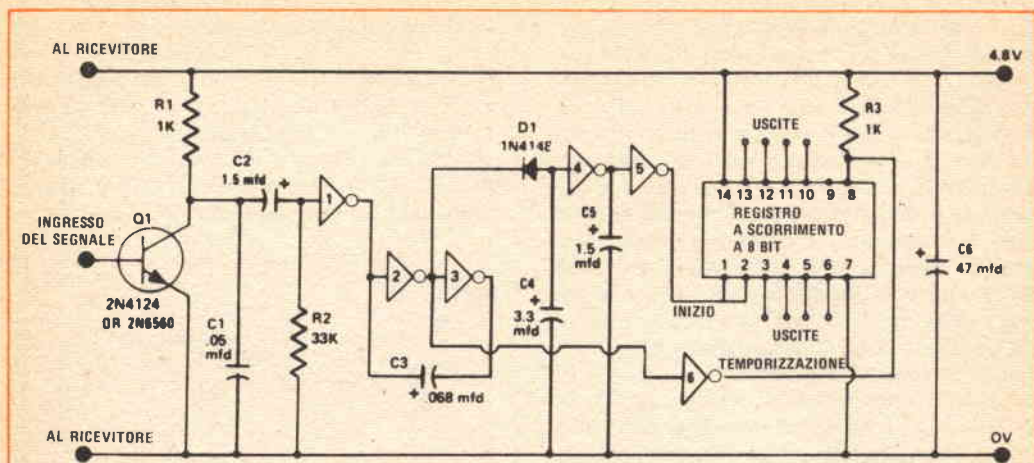 AL RICEVITORE
4.8V
R1
1K
C2
1.5 mfd
+
D1
1N414E
USCITE
R3
1K
1
4
5
14 13 12 11 10 9 8
REGISTRO
A SCORRIMENTO
A 8 BIT
1 2 3 4 5 6 7
INGRESSO
DEL SEGNALE
Q1
2N4124
OR 2N6560
C1
.05
mfd
R2
33K
2
3
C3
+ .068 mfd
C4
+
3.3
mfd
C5
+
1.5
mfd
INIZIO
USCITE
6
TEMPORIZZAZIONE
C6
+
47 mfd
AL RICEVITORE
0V